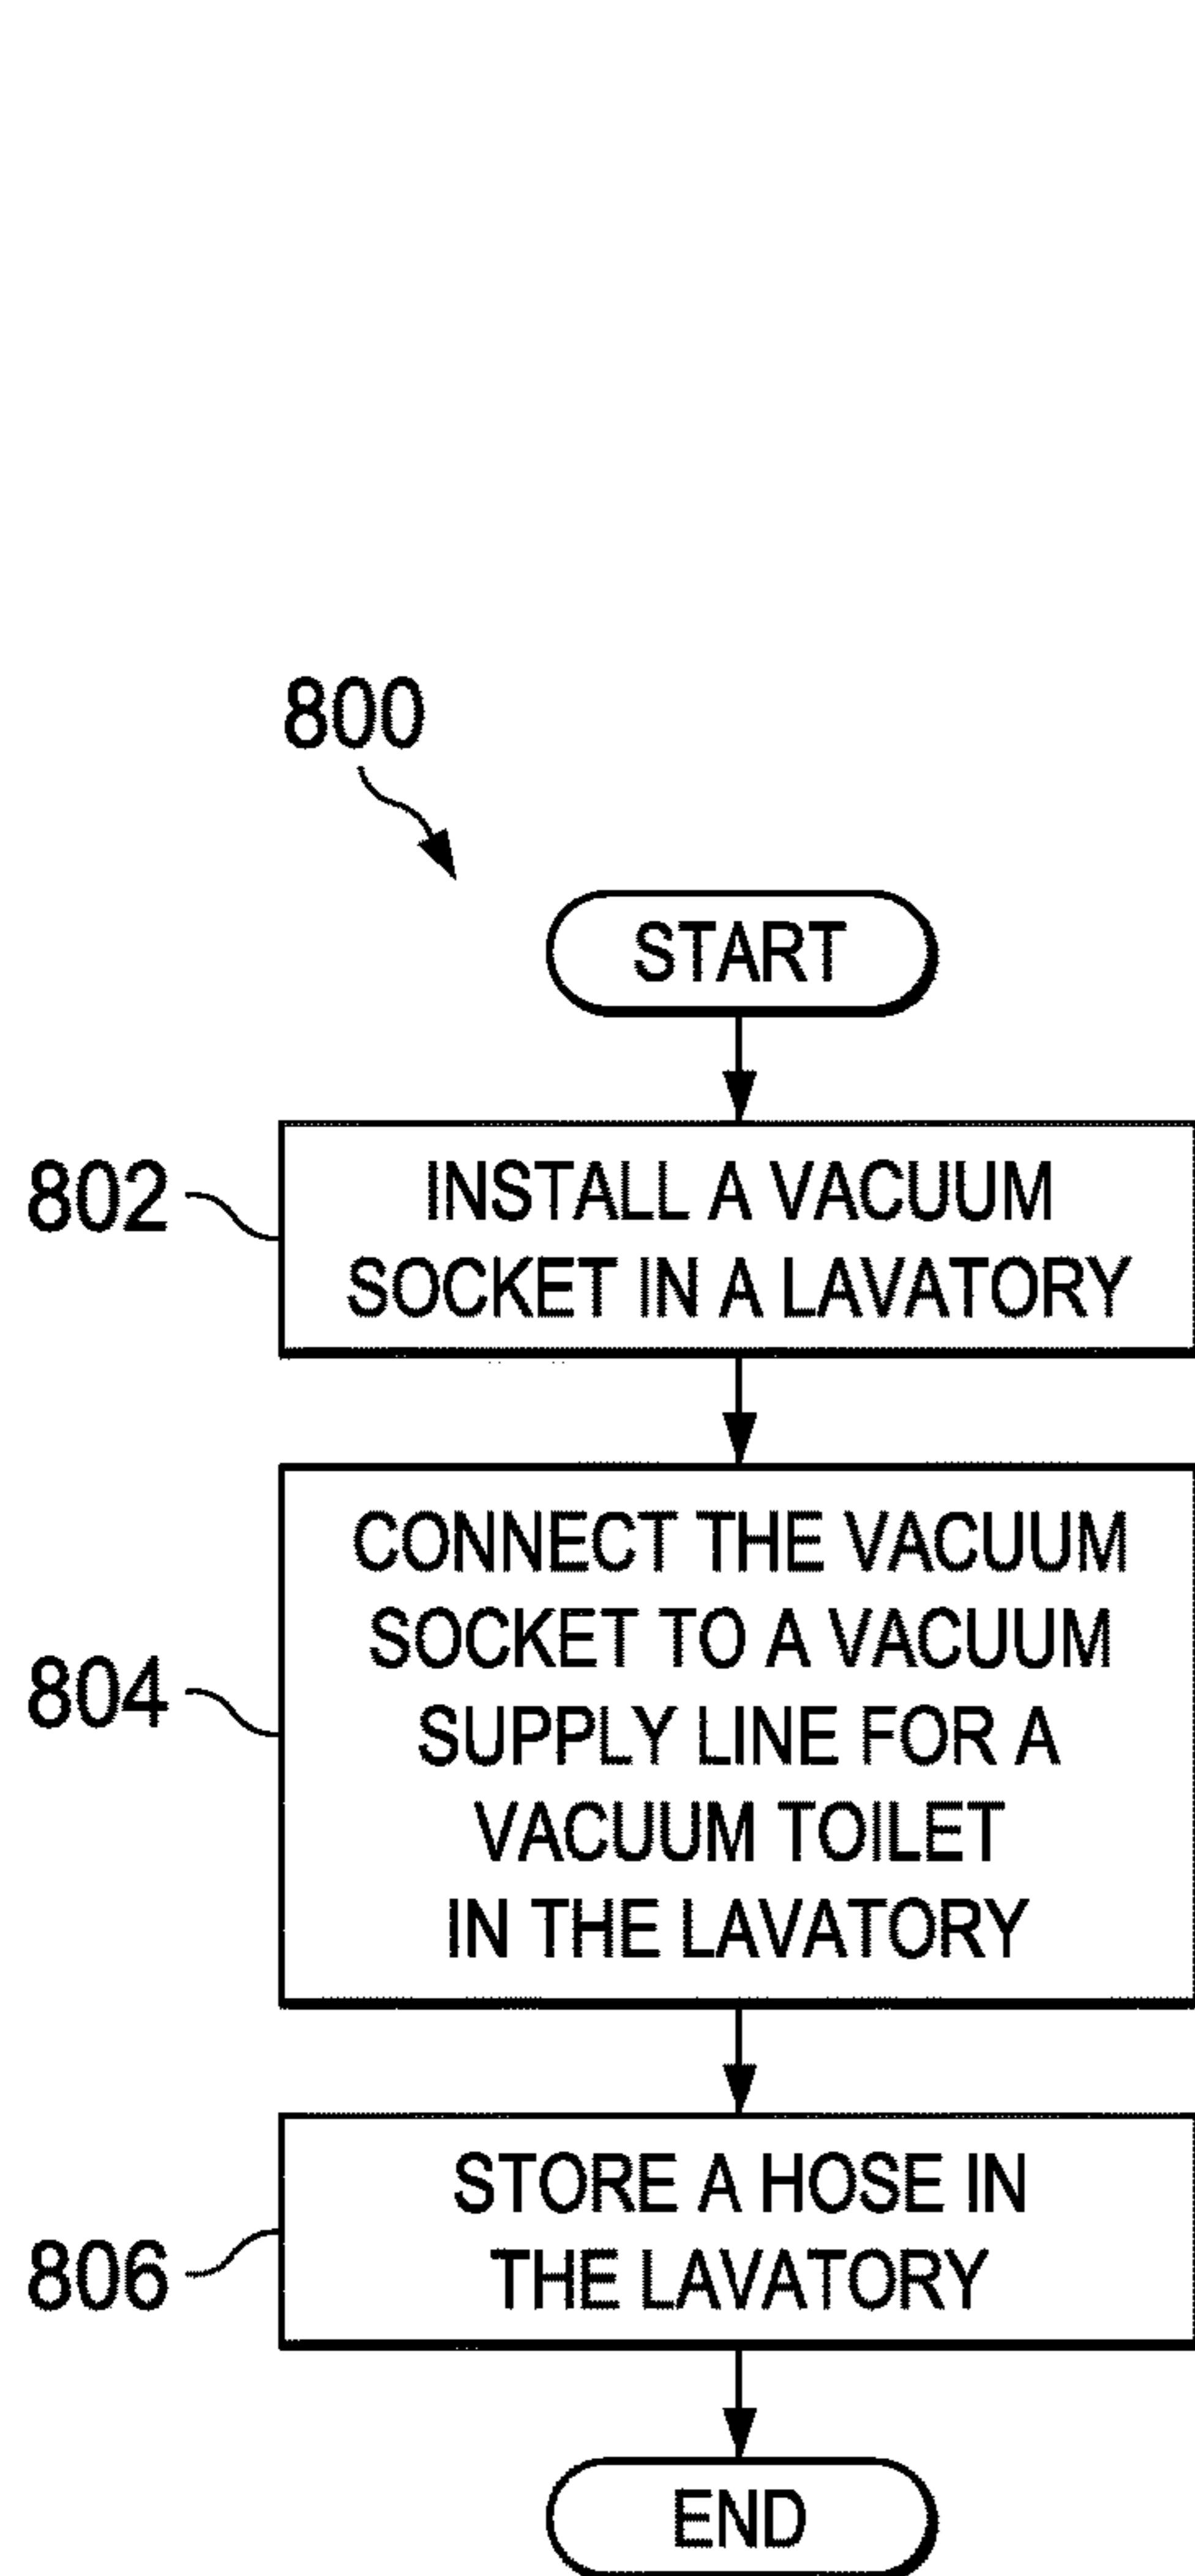 800
START
802
INSTALL A VACUUM
SOCKET IN A LAVATORY
804
CONNECT THE VACUUM
SOCKET TO A VACUUM
SUPPLY LINE FOR A
VACUUM TOILET
IN THE LAVATORY
806
STORE A HOSE IN
THE LAVATORY
END